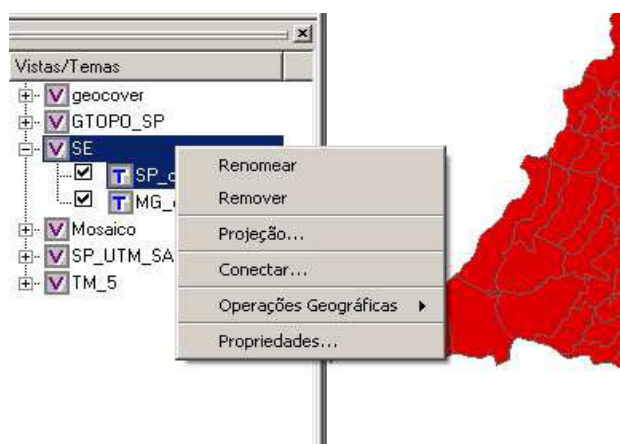 Vistas/Temas
V geocover
V GTOPO_SP
V SE
T SP_
T MG_
V Mosaico
V SP_UTM_SA
V TM_5
Renomear
Remover
Projeção...
Conectar...
Operações Geográficas
Propriedades...